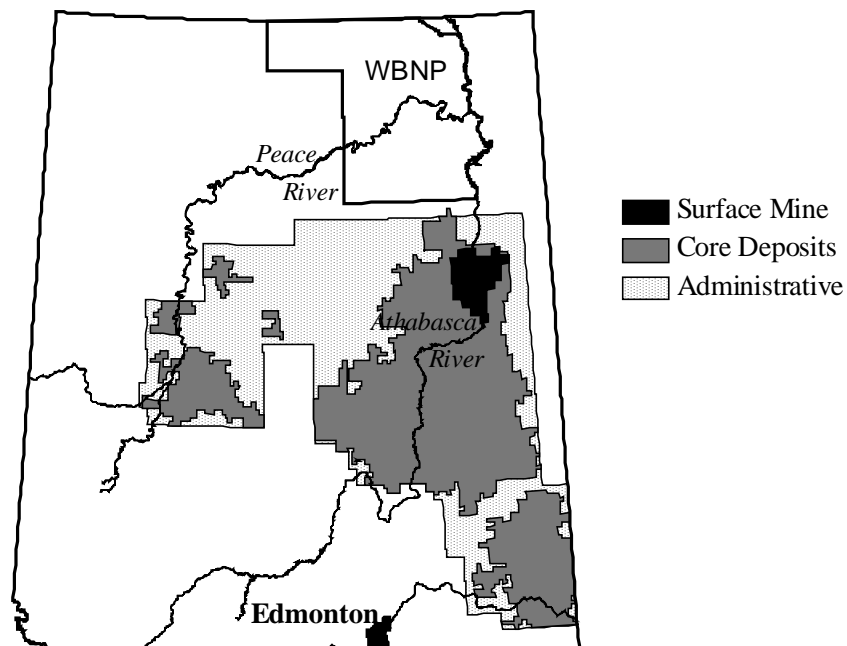 WBNP
Peace
River
Surface Mine
Core Deposits
Administrative
Athabasca
River
Edmonton